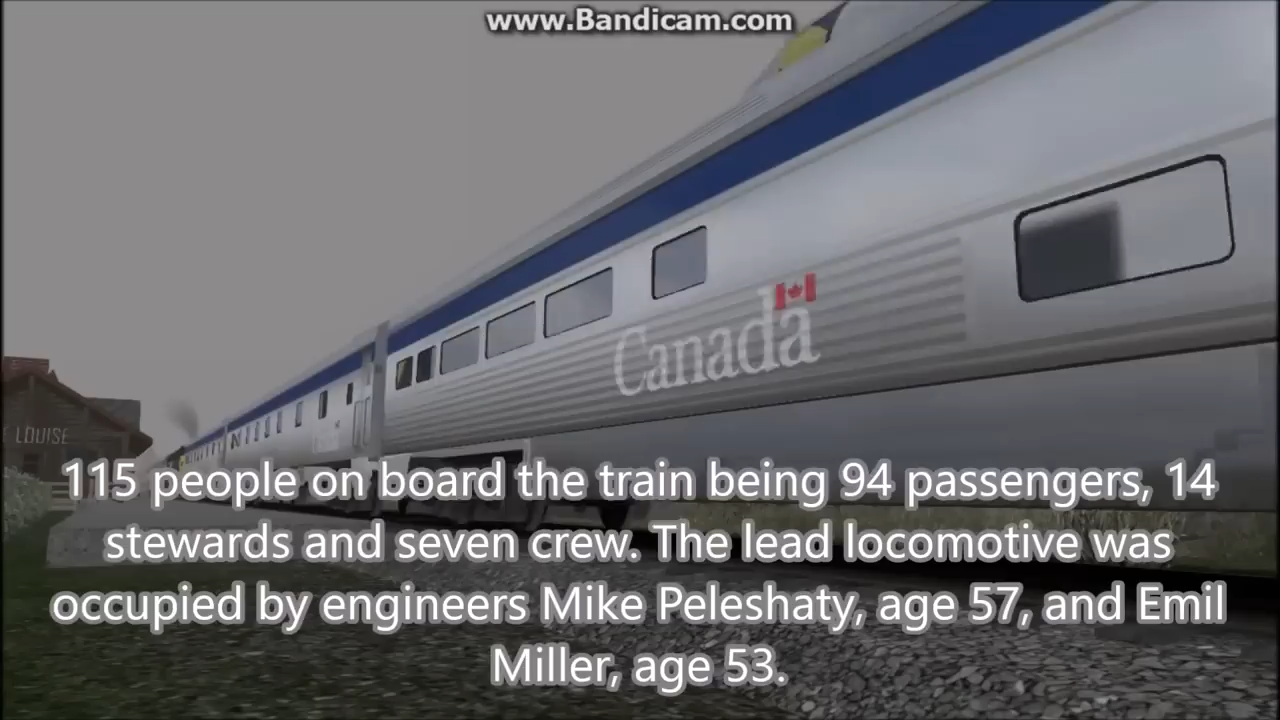 www.Bandicam.com
Canada
LOUISE
115 people on board the train being 94 passengers, 14
stewards and seven crew. The lead locomotive was
occupied by engineers Mike Peleshaty, age 57, and Emil
Miller, age 53.